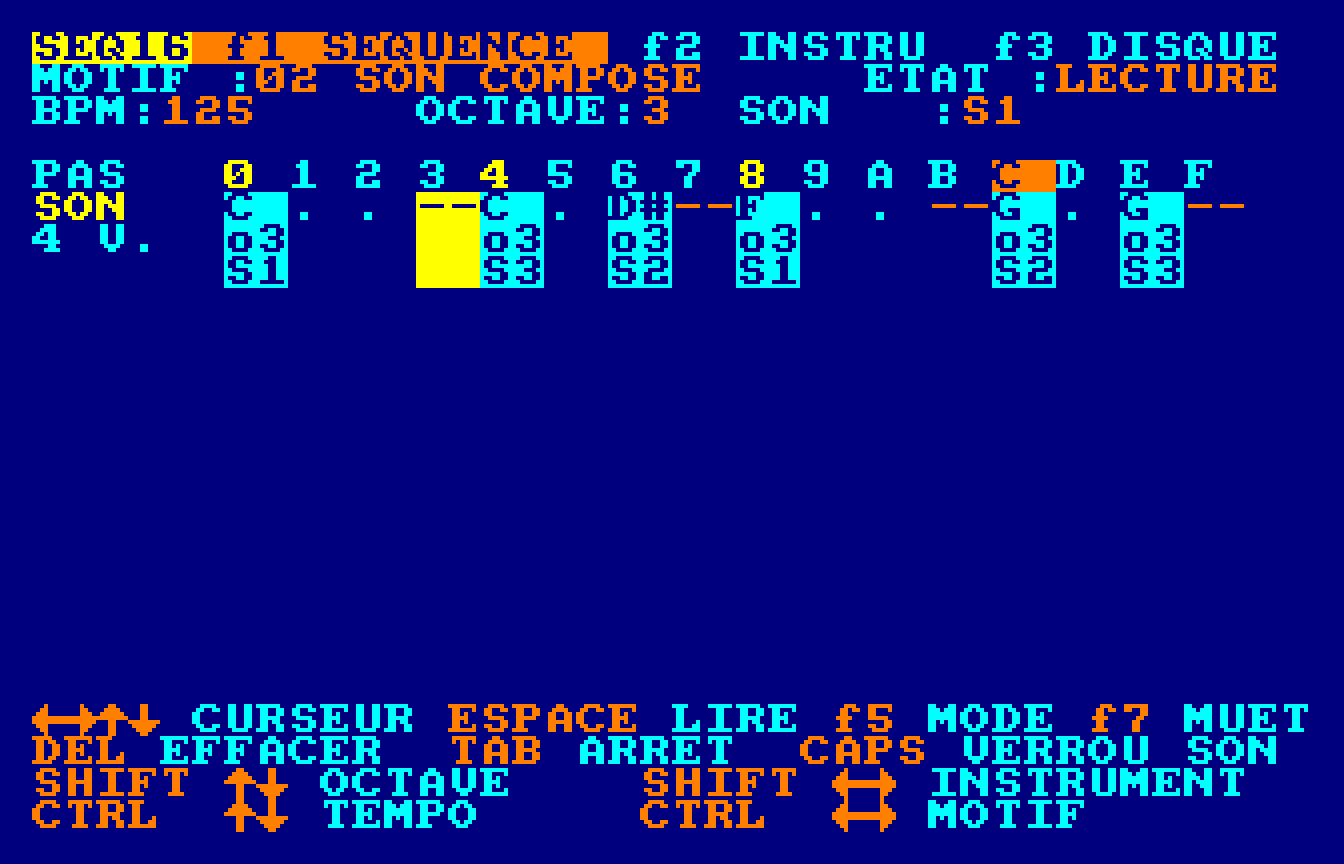 SEQ16 f1 SEQUENCE f2 INSTRU f3 DISQUE
MOTIF :02 SON COMPOSE ETAT :LECTURE
BPM:125 OCTAVE:3 SON :S1
PAS 0 1 2 3 4 5 6 7 8 9 A B C D E F
SON C . . -- C . D# -- F . . -- G . G --
4 V. o3 o3 o3 o3 o3 o3
S1 S3 S2 S1 S2 S3
←→↑↓ CURSEUR ESPACE LIRE f5 MODE f7 MUET
DEL EFFACER TAB ARRET CAPS VERROU SON
SHIFT ↑↓ OCTAVE SHIFT ←→ INSTRUMENT
CTRL ↑↓ TEMPO CTRL ←→ MOTIF